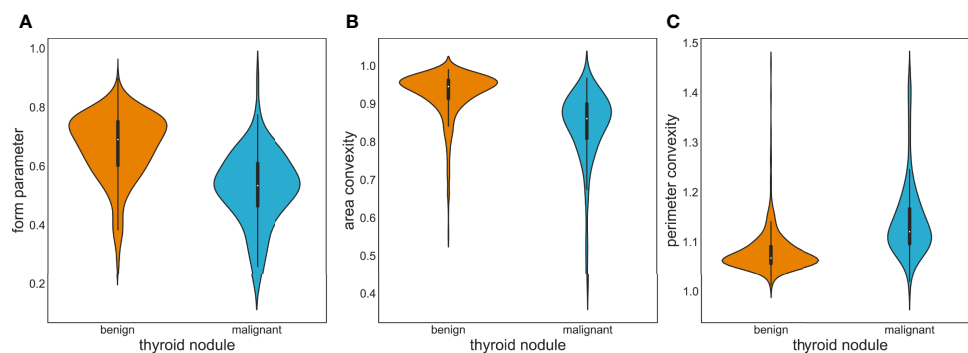 A
form parameter
1.0
0.8
0.6
0.4
0.2
benign malignant
thyroid nodule
B
area convexity
1.0
0.9
0.8
0.7
0.6
0.5
0.4
benign malignant
thyroid nodule
C
perimeter convexity
1.5
1.4
1.3
1.2
1.1
1.0
benign malignant
thyroid nodule